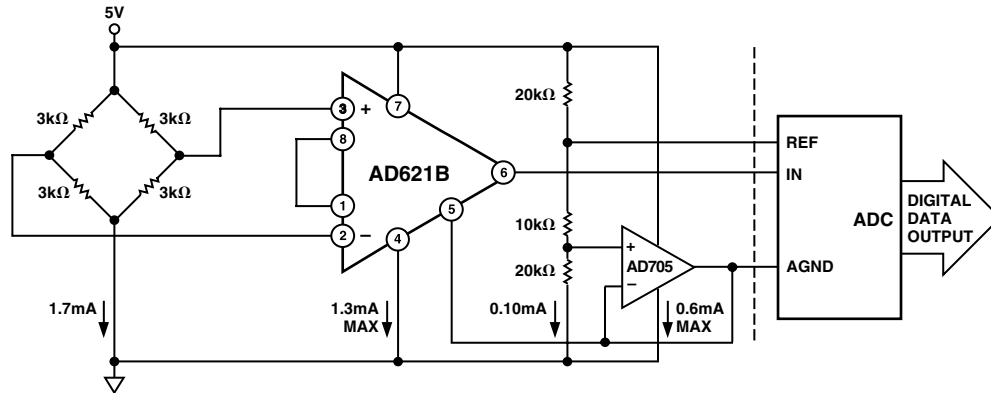 5V
3kΩ
3kΩ
3kΩ
3kΩ
1.7mA
3
+
8
1
2
−
7
AD621B
6
5
4
1.3mA
MAX
20kΩ
10kΩ
20kΩ
0.10mA
+
AD705
−
0.6mA
MAX
REF
IN
ADC
AGND
DIGITAL
DATA
OUTPUT